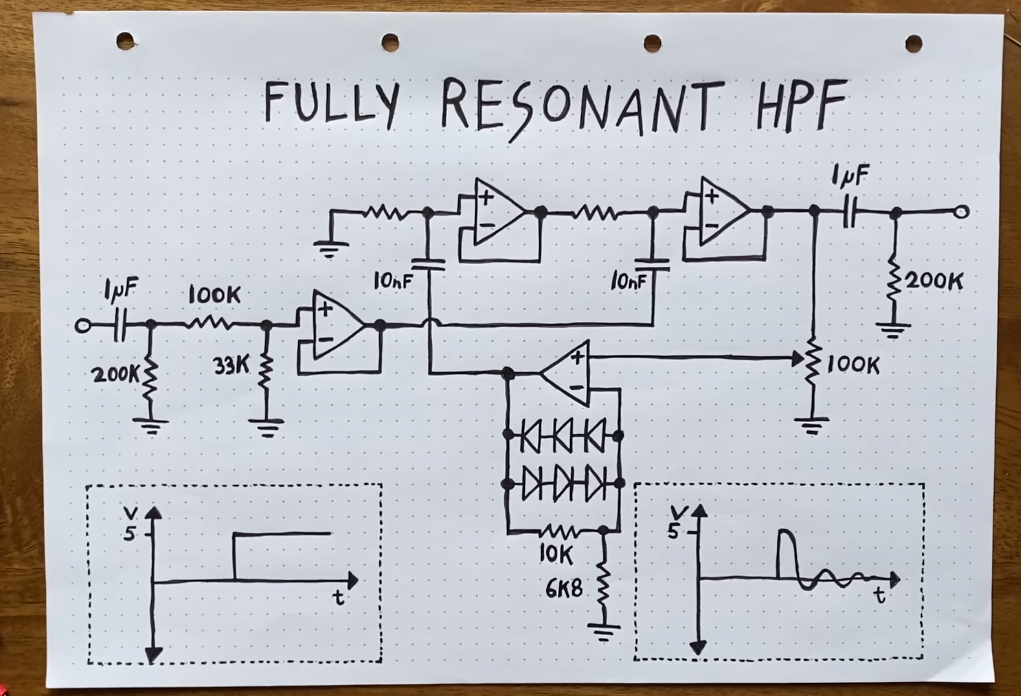 FULLY RESONANT HPF
1µF
10nF
10nF
200K
1µF
100K
200K
33K
+
−
+
−
+
−
+
−
100K
10K
6K8
V
5
t
V
5
t